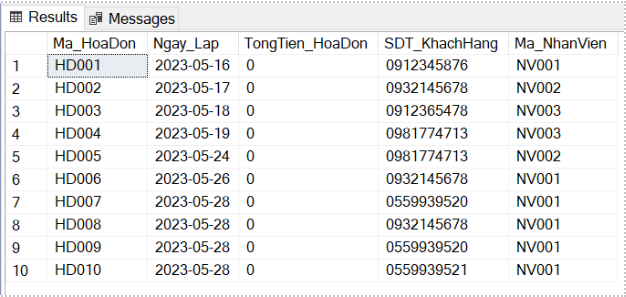 Results Messages
Ma_HoaDon Ngay_Lap TongTien_HoaDon SDT_KhachHang Ma_NhanVien
1 HD001 2023-05-16 0 0912345876 NV001
2 HD002 2023-05-17 0 0932145678 NV002
3 HD003 2023-05-18 0 0912365478 NV003
4 HD004 2023-05-19 0 0981774713 NV003
5 HD005 2023-05-24 0 0981774713 NV002
6 HD006 2023-05-26 0 0932145678 NV001
7 HD007 2023-05-28 0 0559939520 NV001
8 HD008 2023-05-28 0 0932145678 NV001
9 HD009 2023-05-28 0 0559939520 NV001
10 HD010 2023-05-28 0 0559939521 NV001